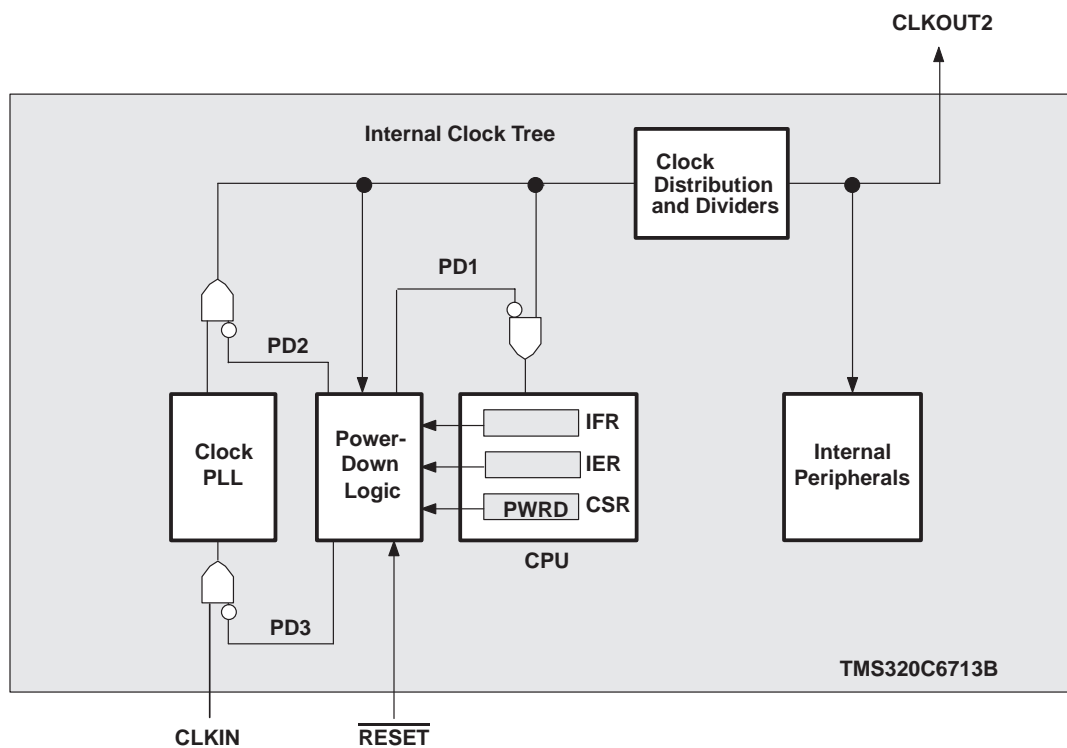 CLKOUT2
Internal Clock Tree
Clock
Distribution
and Dividers
PD1
PD2
Clock
PLL
Power-
Down
Logic
IFR
IER
PWRD
CSR
CPU
Internal
Peripherals
PD3
TMS320C6713B
CLKIN
RESET